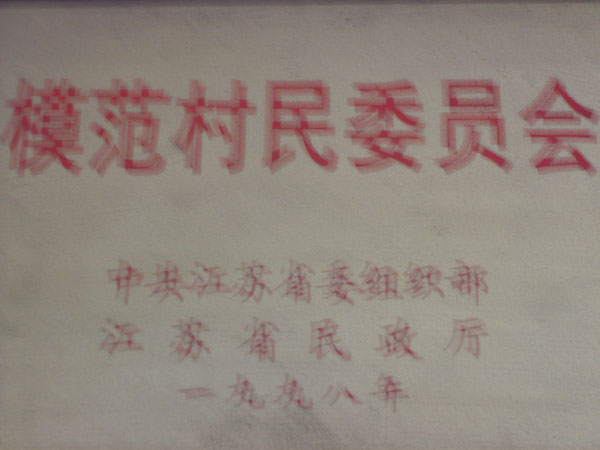 模范村民委员会
中共江苏省委组织部
江苏省民政厅
一九九八年